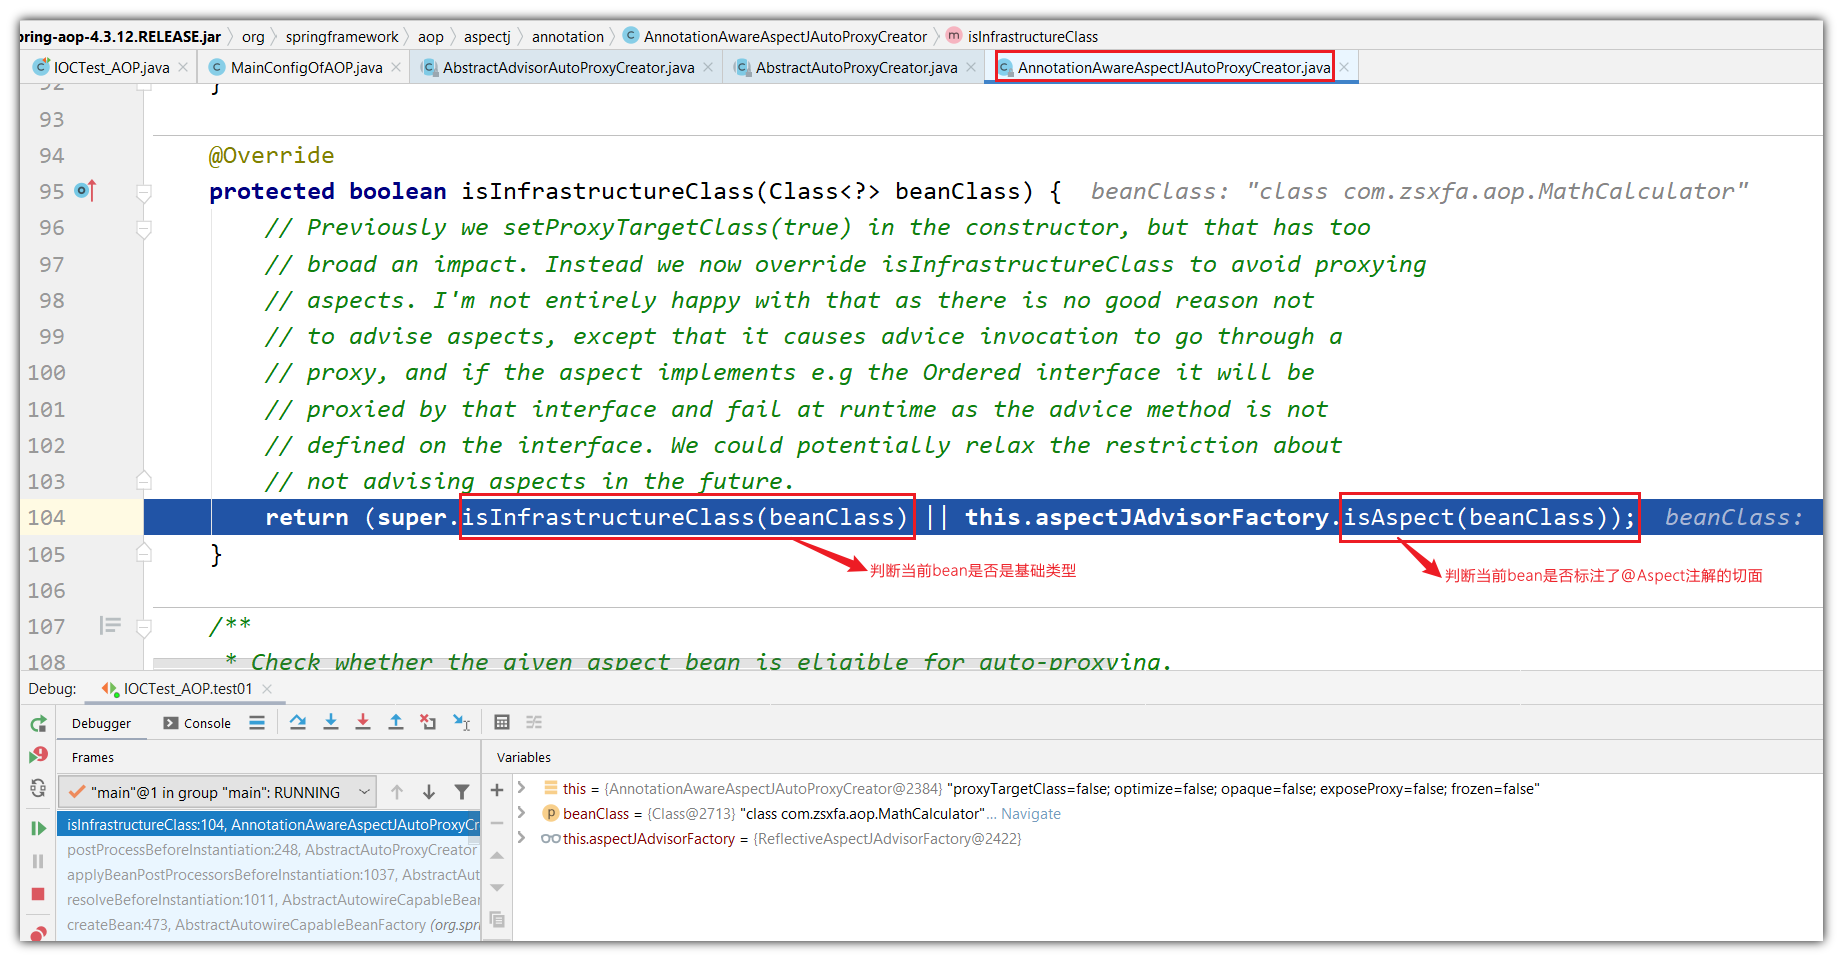 pring-aop-4.3.12.RELEASE.jar 〉 org 〉 springframework 〉 aop 〉 aspectj 〉 annotation 〉 AnnotationAwareAspectJAutoProxyCreator 〉 isInfrastructureClass
IOCTest_AOP.java MainConfigOfAOP.java AbstractAdvisorAutoProxyCreator.java AbstractAutoProxyCreator.java AnnotationAwareAspectJAutoProxyCreator.java
92 }
93
94 @Override
95 protected boolean isInfrastructureClass(Class<?> beanClass) { beanClass: "class com.zsxfa.aop.MathCalculator"
96 // Previously we setProxyTargetClass(true) in the constructor, but that has too
97 // broad an impact. Instead we now override isInfrastructureClass to avoid proxying
98 // aspects. I'm not entirely happy with that as there is no good reason not
99 // to advise aspects, except that it causes advice invocation to go through a
100 // proxy, and if the aspect implements e.g the Ordered interface it will be
101 // proxied by that interface and fail at runtime as the advice method is not
102 // defined on the interface. We could potentially relax the restriction about
103 // not advising aspects in the future.
104 return (super.isInfrastructureClass(beanClass) || this.aspectJAdvisorFactory.isAspect(beanClass)); beanClass:
105 }
判断当前bean是否是基础类型 判断当前bean是否标注了@Aspect注解的切面
106
107 /**
108 * Check whether the given aspect bean is eligible for auto-proxying.
Debug: IOCTest_AOP.test01
Debugger Console
Frames Variables
"main"@1 in group "main": RUNNING
this = {AnnotationAwareAspectJAutoProxyCreator@2384} "proxyTargetClass=false; optimize=false; opaque=false; exposeProxy=false; frozen=false"
isInfrastructureClass:104, AnnotationAwareAspectJAutoProxyCr
beanClass = {Class@2713} "class com.zsxfa.aop.MathCalculator"... Navigate
postProcessBeforeInstantiation:248, AbstractAutoProxyCreator
this.aspectJAdvisorFactory = {ReflectiveAspectJAdvisorFactory@2422}
applyBeanPostProcessorsBeforeInstantiation:1037, AbstractAut
resolveBeforeInstantiation:1011, AbstractAutowireCapableBean
createBean:473, AbstractAutowireCapableBeanFactory (org.spri